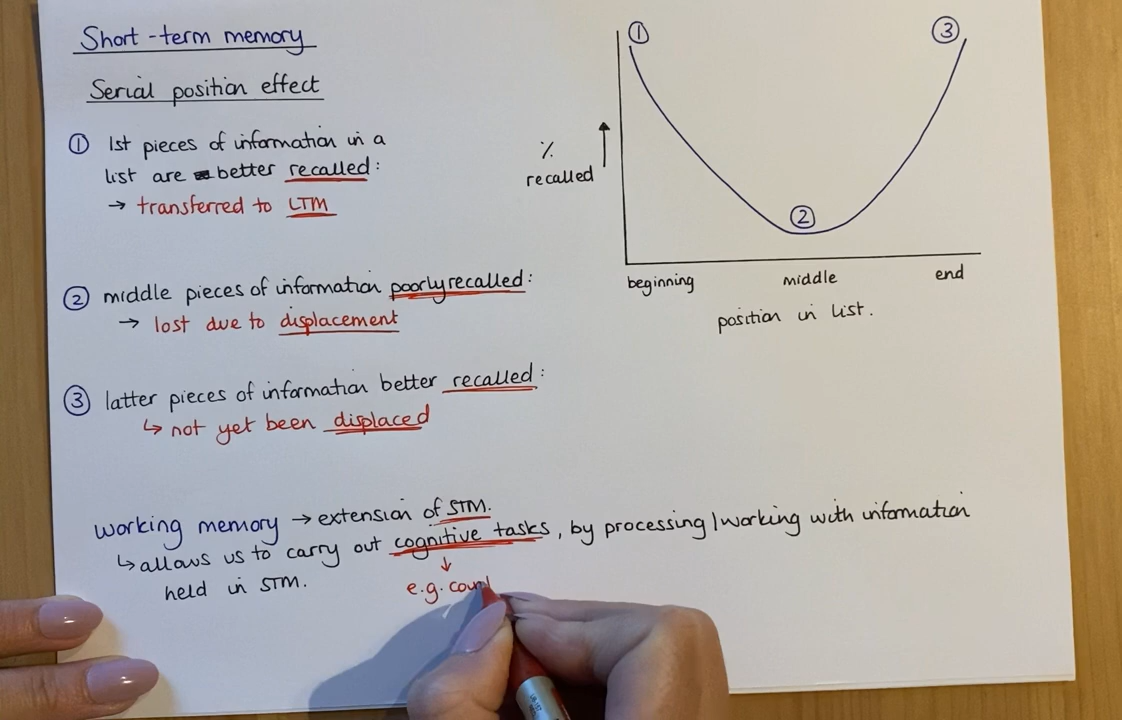 Short-term memory
Serial position effect
① 1st pieces of information in a
list are better recalled:
→ transferred to LTM
② middle pieces of information poorly recalled:
→ lost due to displacement
③ latter pieces of information better recalled:
↳ not yet been displaced
①
③
②
%
recalled
beginning middle end
position in list.
working memory → extension of STM.
↳ allows us to carry out cognitive tasks, by processing/working with information
held in STM.
e.g.